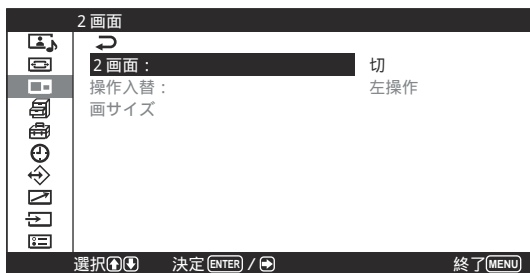 2画面
2画面： 切
操作入替： 左操作
画サイズ
選択 決定 ENTER / 終了 MENU